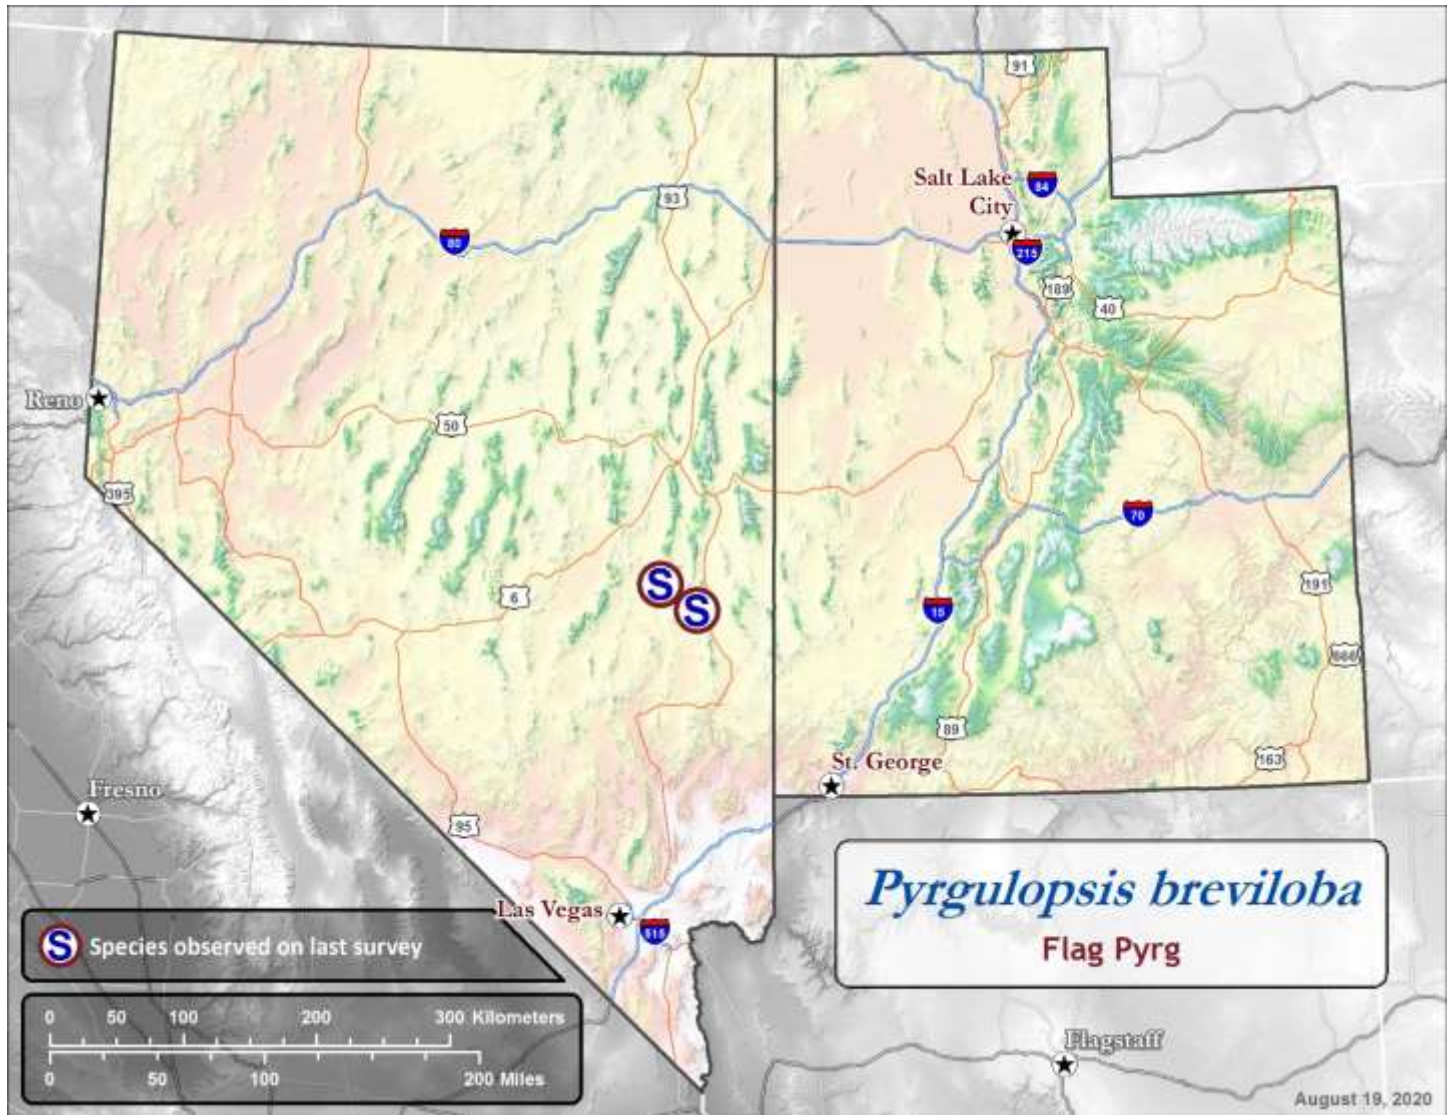 91
Salt Lake
City
84
93
80
215
189
40
Reno
50
395
70
6
S
S
15
191
666
89
163
St. George
Fresno
95
Las Vegas
515
Pyrgulopsis breviloba
Flag Pyrg
S Species observed on last survey
0 50 100 200 300 Kilometers
0 50 100 200 Miles
Flagstaff
August 19, 2020